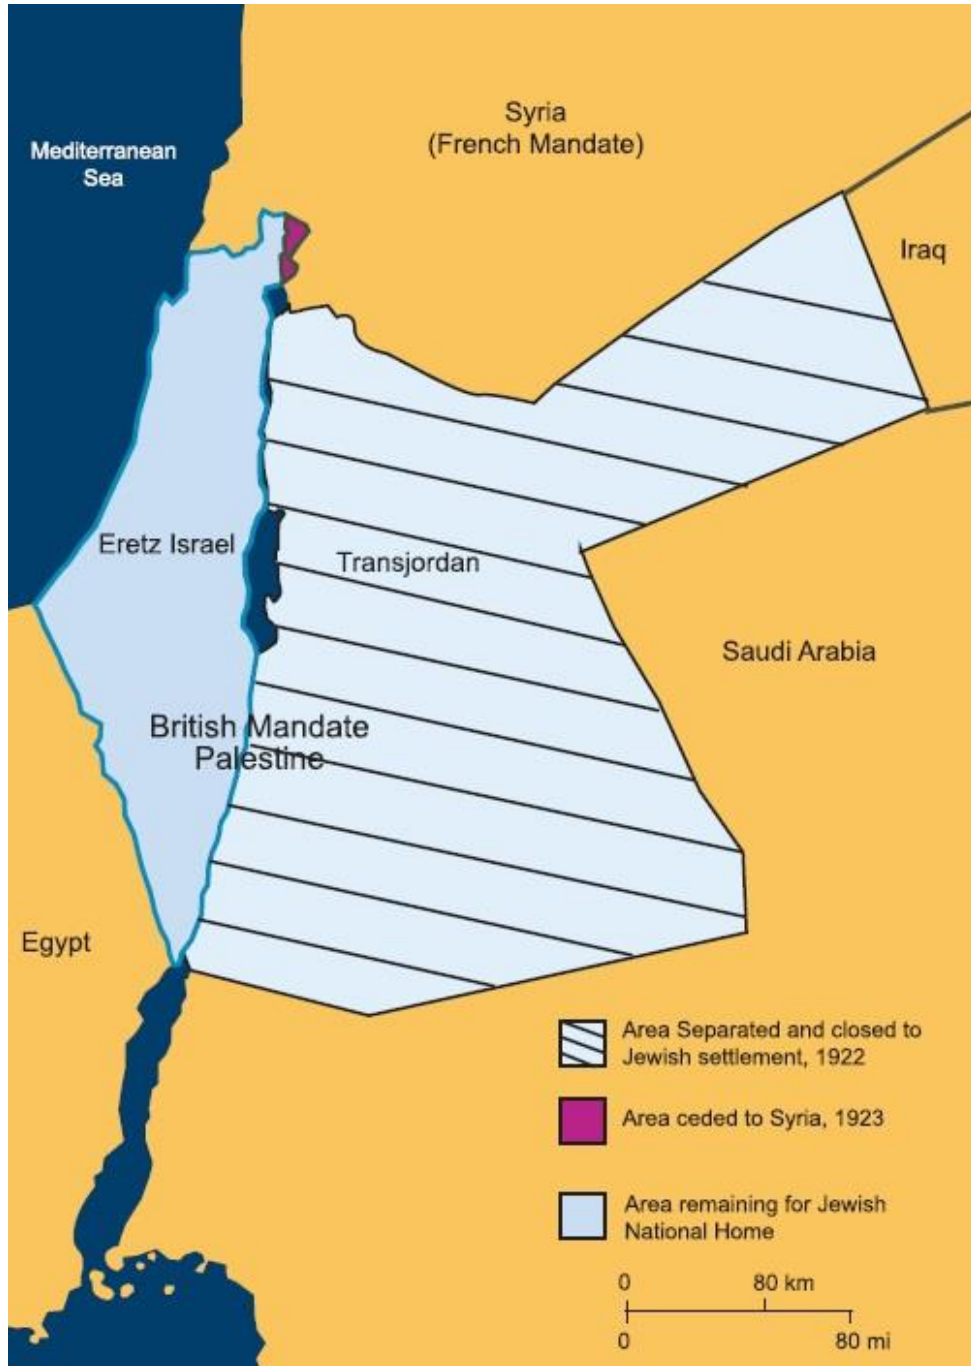 Syria
(French Mandate)
Mediterranean
Sea
Iraq
Eretz Israel
Transjordan
Saudi Arabia
British Mandate
Palestine
Egypt
Area Separated and closed to
Jewish settlement, 1922
Area ceded to Syria, 1923
Area remaining for Jewish
National Home
0 80 km
0 80 mi